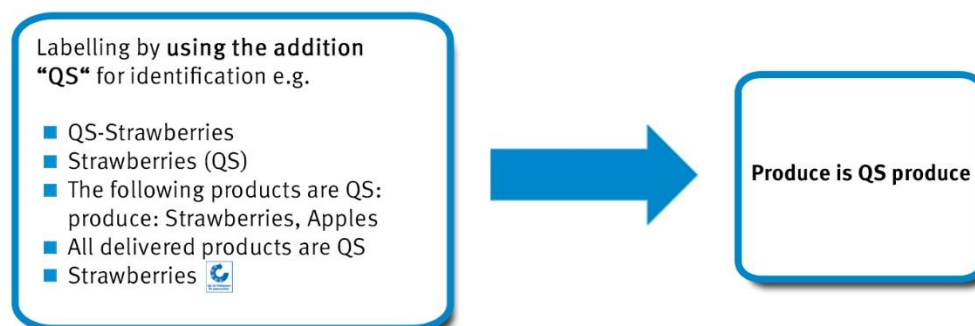 Labelling by using the addition
“QS“ for identification e.g.
QS-Strawberries
Strawberries (QS)
The following products are QS:
produce: Strawberries, Apples
All delivered products are QS
Strawberries
Produce is QS produce